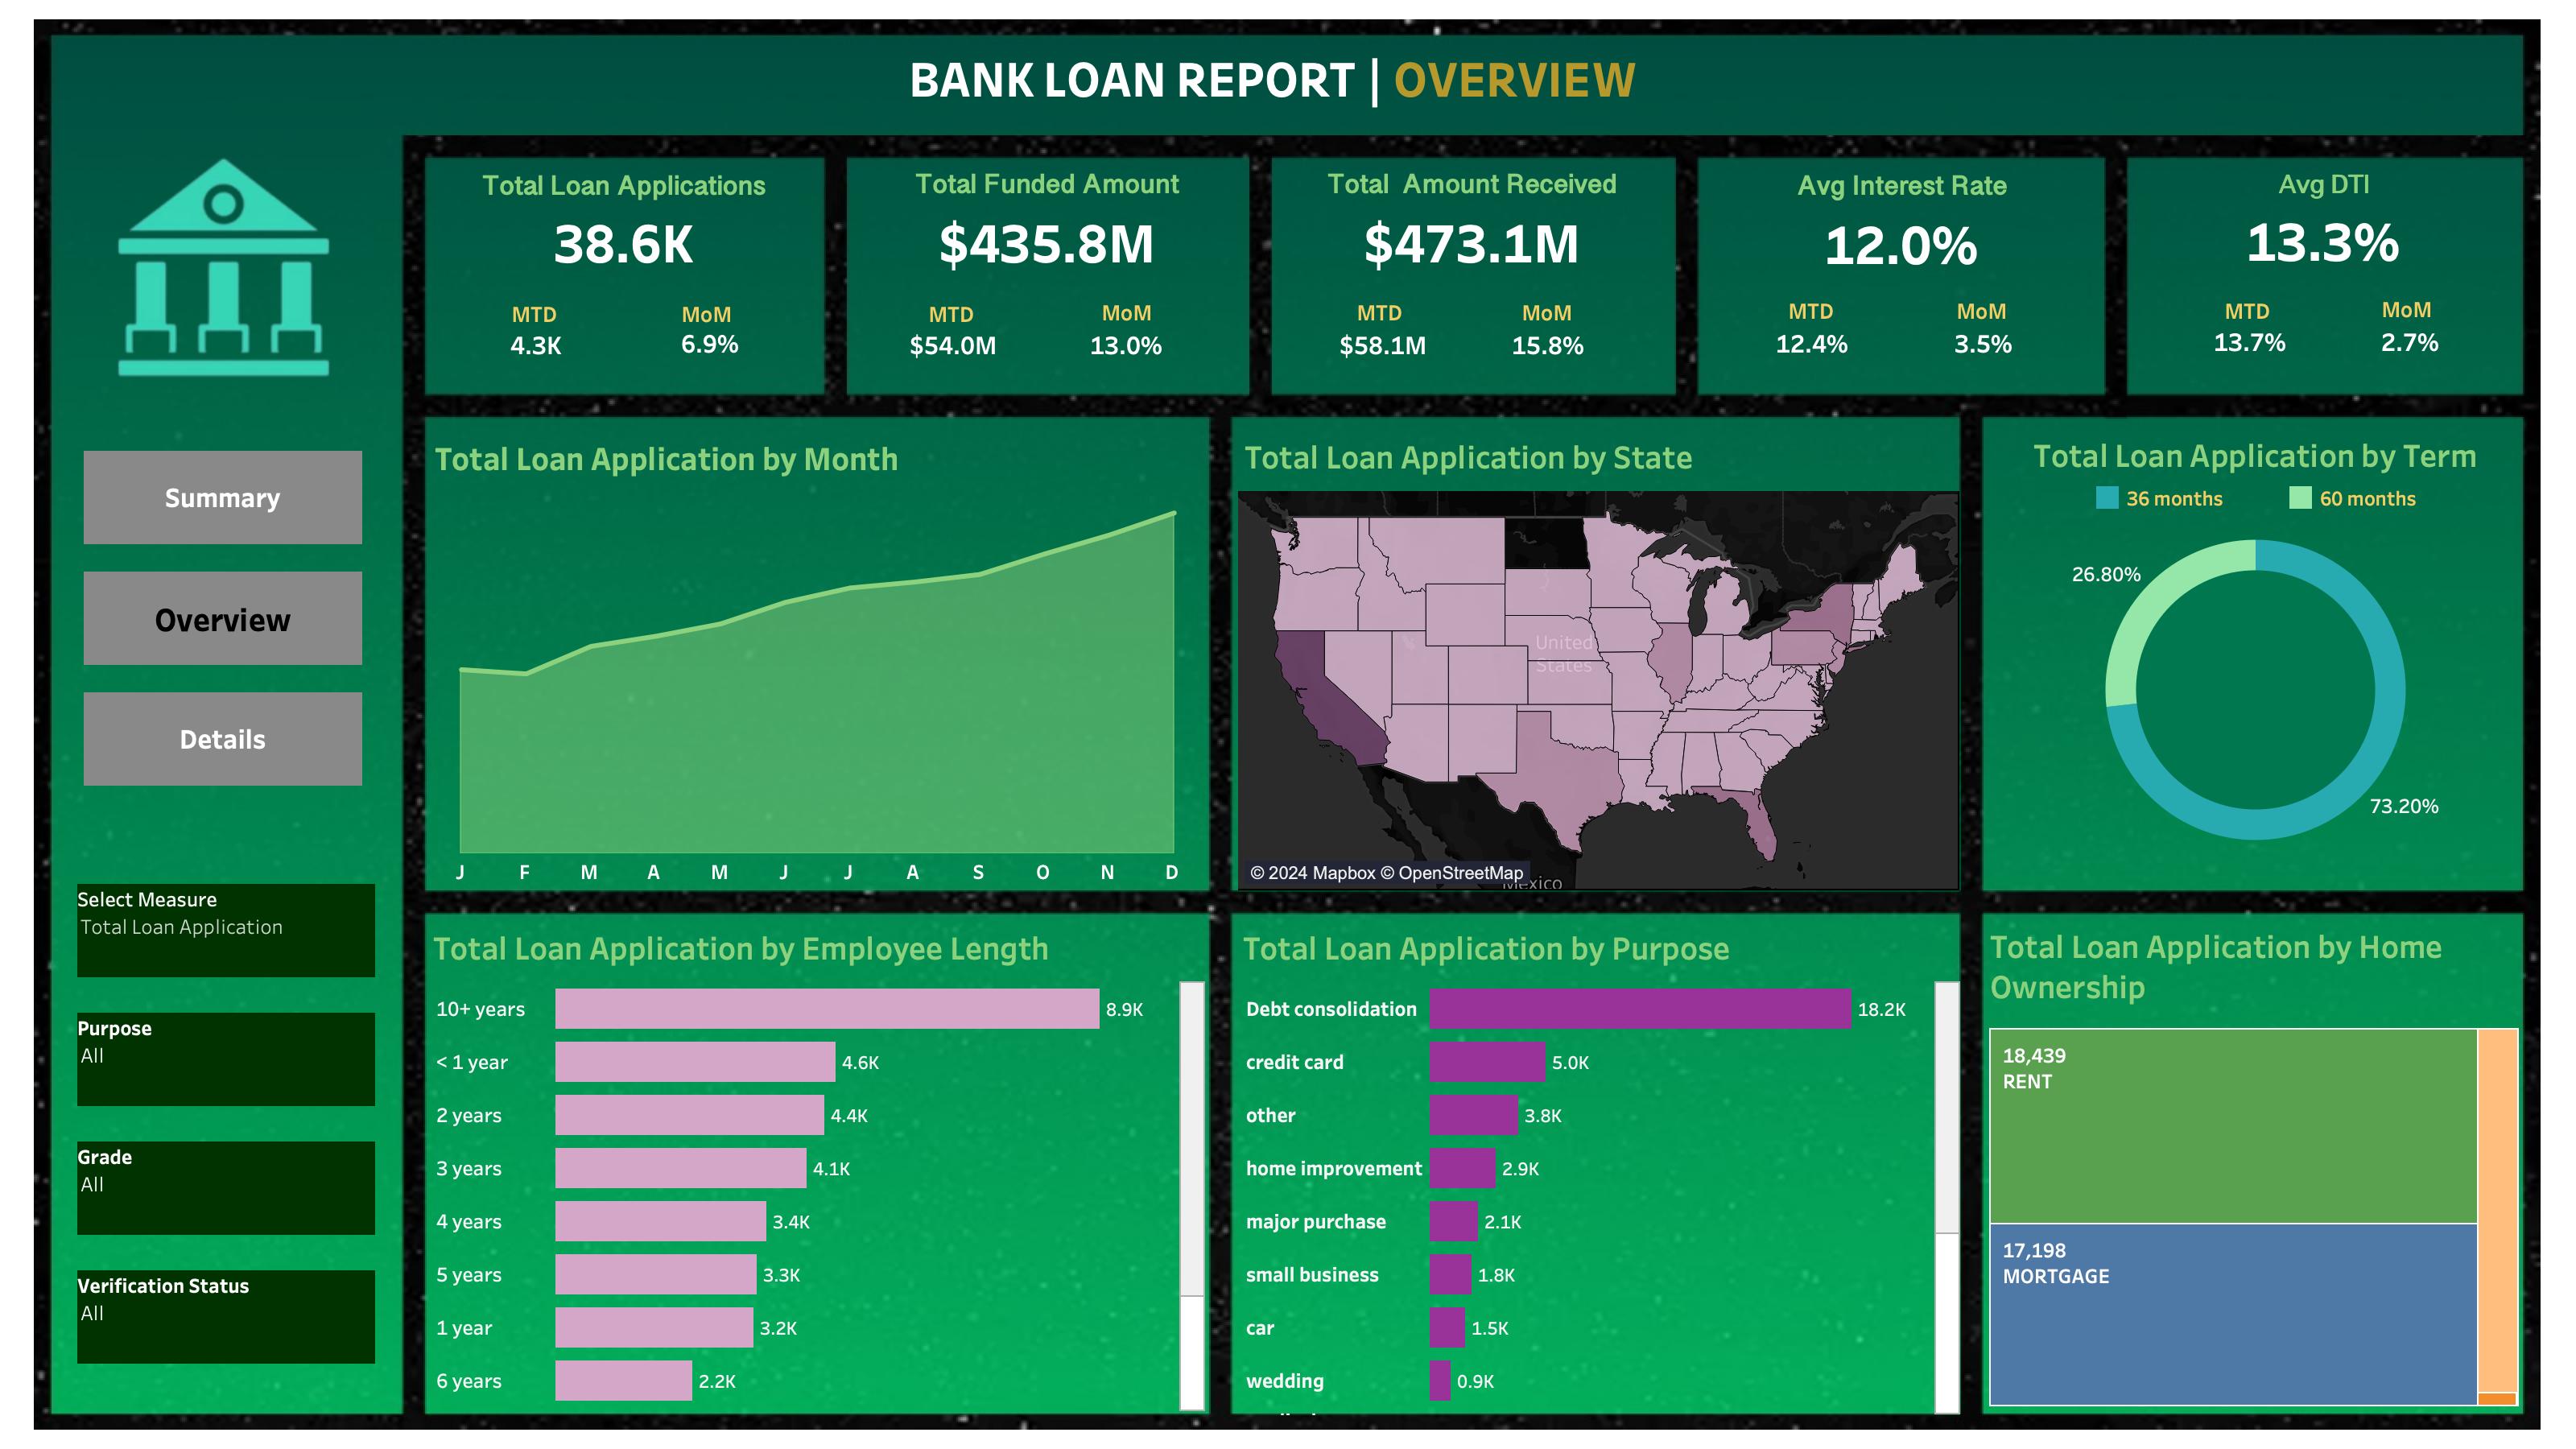 BANK LOAN REPORT | OVERVIEW
Total Loan Applications
38.6K
MTD MoM
4.3K 6.9%
Total Funded Amount
$435.8M
MTD MoM
$54.0M 13.0%
Total Amount Received
$473.1M
MTD MoM
$58.1M 15.8%
Avg Interest Rate
12.0%
MTD MoM
12.4% 3.5%
Avg DTI
13.3%
MTD MoM
13.7% 2.7%
Summary
Overview
Details
Select Measure
Total Loan Application
Purpose
All
Grade
All
Verification Status
All
Total Loan Application by Month
J F M A M J J A S O N D
Total Loan Application by State
United
States
Mexico
© 2024 Mapbox © OpenStreetMap
Total Loan Application by Term
36 months 60 months
26.80%
73.20%
Total Loan Application by Employee Length
10+ years 8.9K
< 1 year 4.6K
2 years 4.4K
3 years 4.1K
4 years 3.4K
5 years 3.3K
1 year 3.2K
6 years 2.2K
Total Loan Application by Purpose
Debt consolidation 18.2K
credit card 5.0K
other 3.8K
home improvement 2.9K
major purchase 2.1K
small business 1.8K
car 1.5K
wedding 0.9K
Total Loan Application by Home
Ownership
18,439
RENT
17,198
MORTGAGE